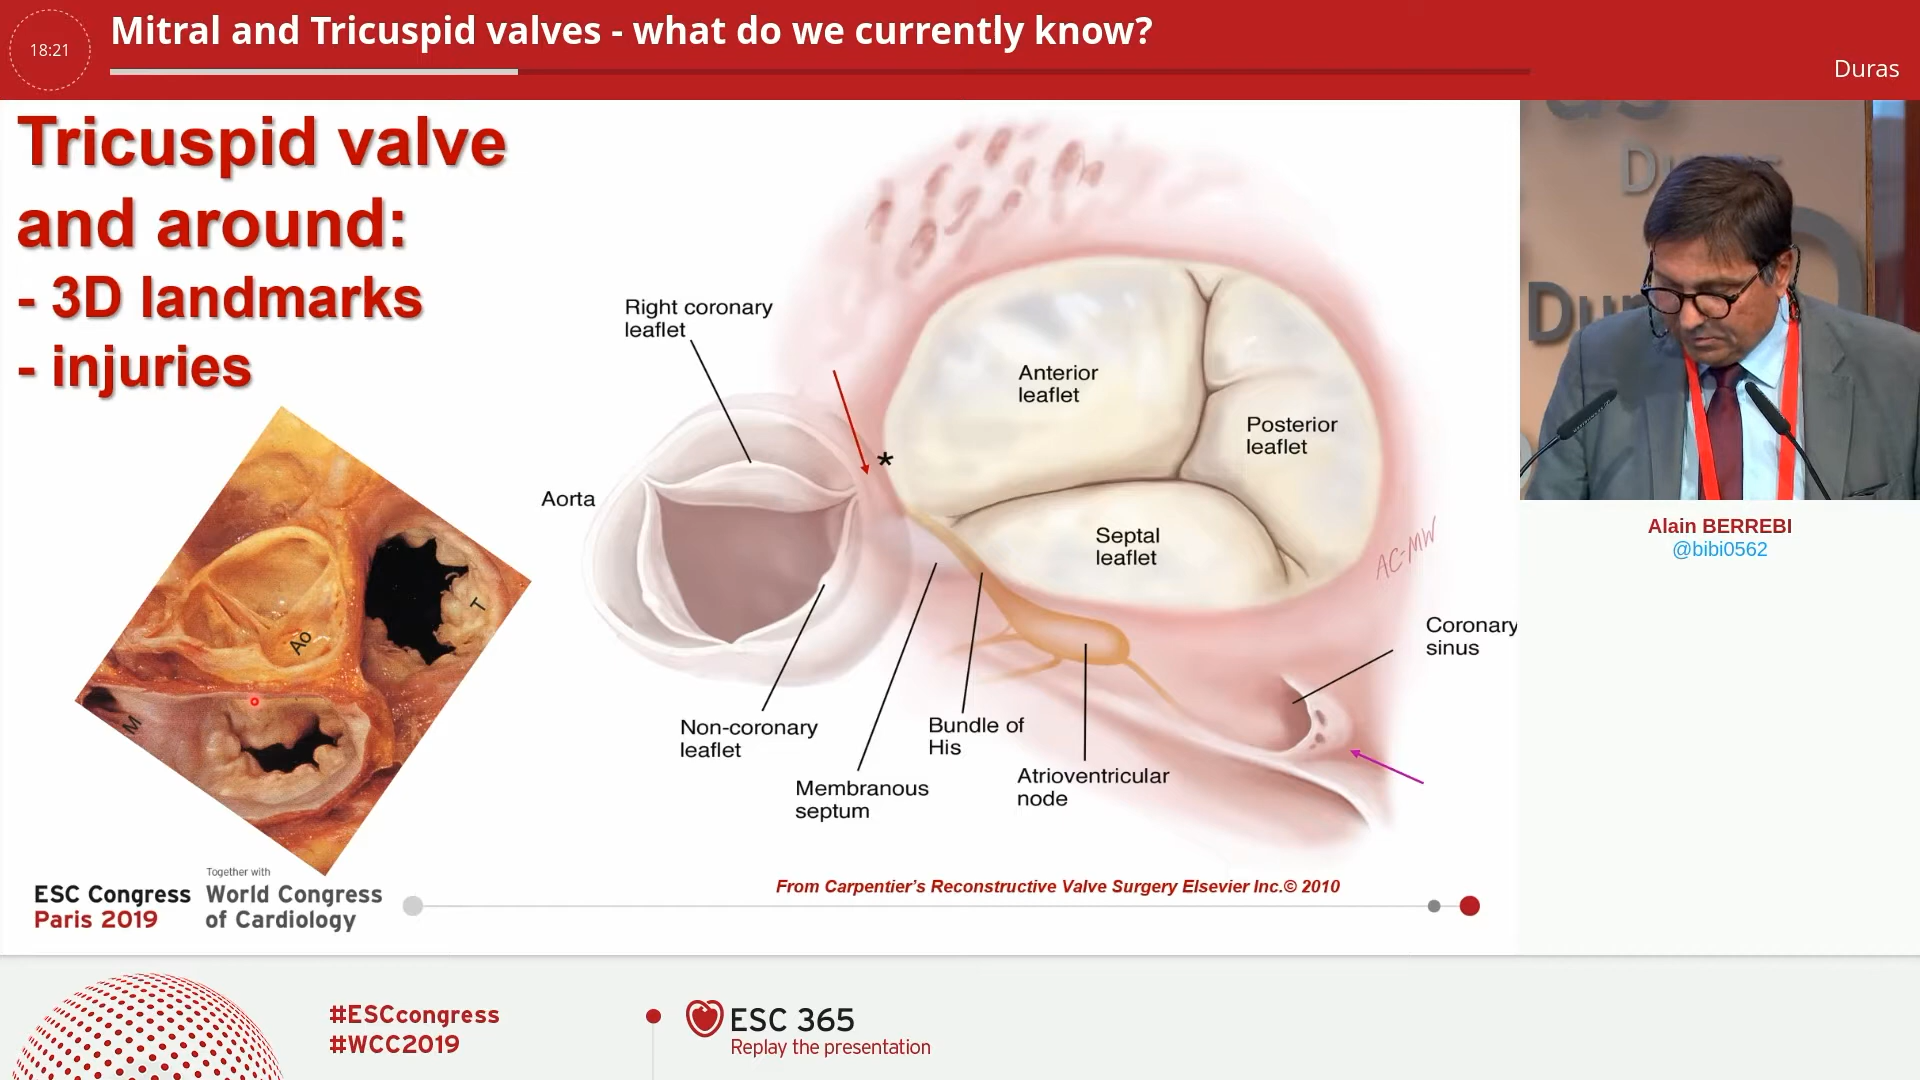 18:21
Mitral and Tricuspid valves - what do we currently know?
Duras
Tricuspid valve
and around:
- 3D landmarks
- injuries
Right coronary
leaflet
Aorta
*
Anterior
leaflet
Posterior
leaflet
Septal
leaflet
AC-MW
Coronary
sinus
Non-coronary
leaflet
Membranous
septum
Bundle of
His
Atrioventricular
node
Ao
T
M
From Carpentier's Reconstructive Valve Surgery Elsevier Inc.© 2010
ESC Congress
Paris 2019
Together with
World Congress
of Cardiology
Alain BERREBI
@bibi0562
#ESCcongress
#WCC2019
ESC 365
Replay the presentation